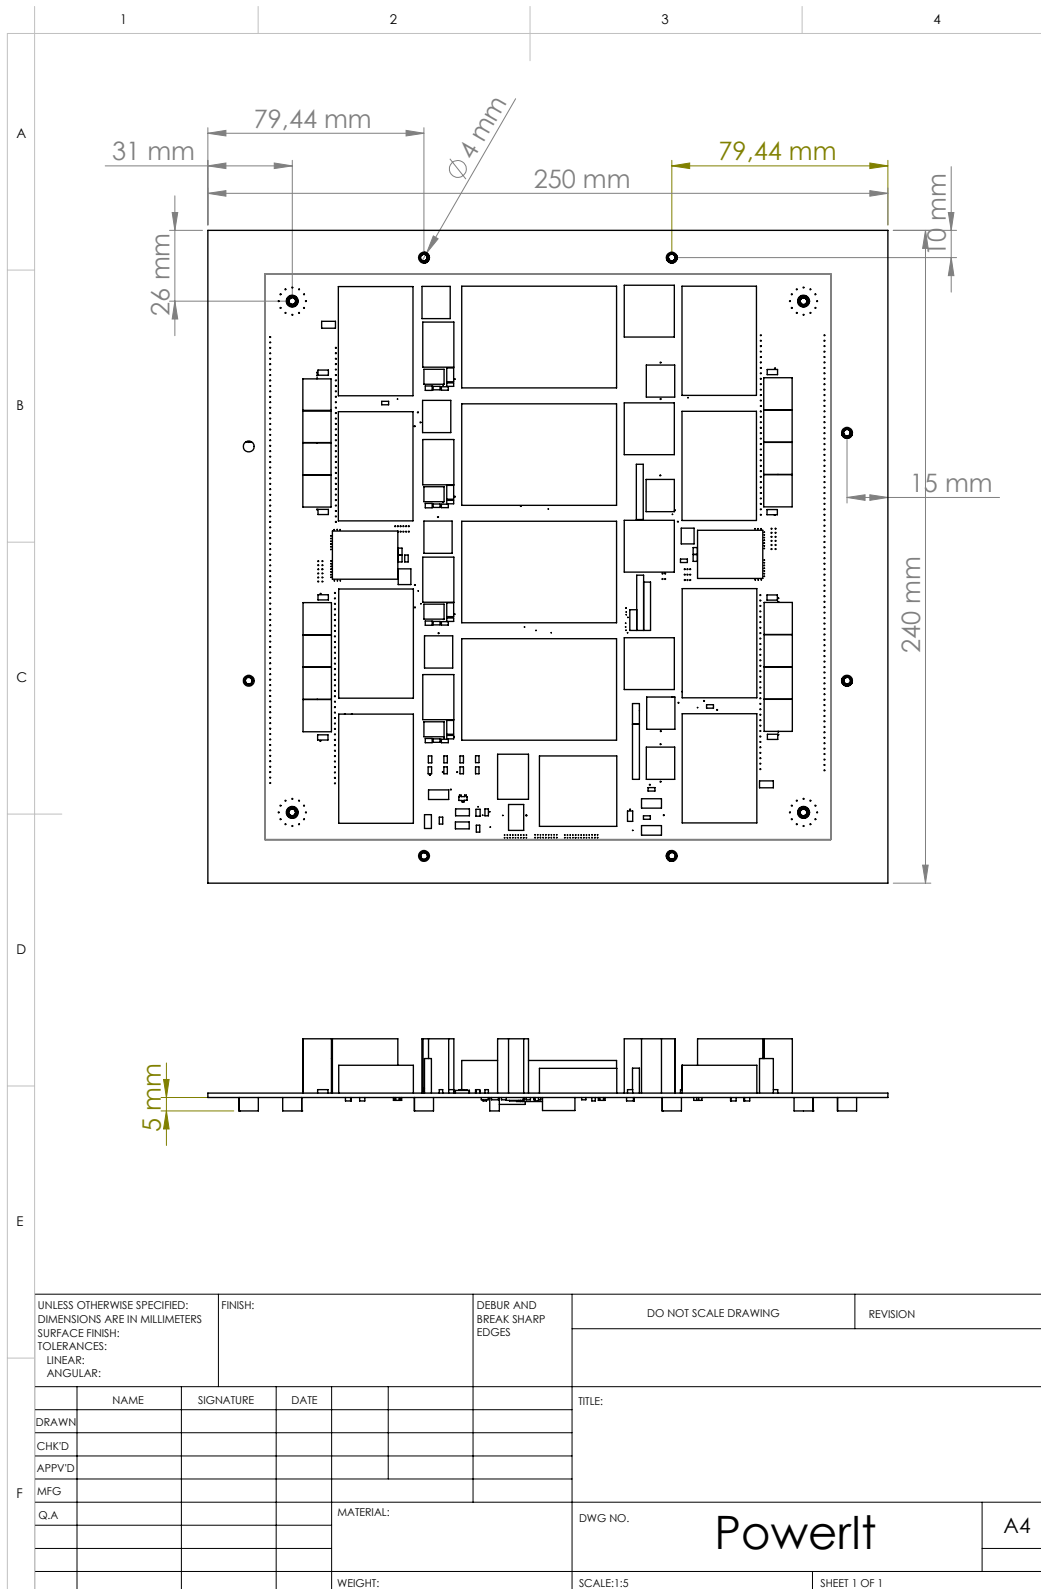 1 2 3 4
A
79,44 mm
Ø 4 mm
31 mm
79,44 mm
250 mm
10 mm
26 mm
B
15 mm
240 mm
C
D
5 mm
E
UNLESS OTHERWISE SPECIFIED:
DIMENSIONS ARE IN MILLIMETERS
SURFACE FINISH:
TOLERANCES:
LINEAR:
ANGULAR:
FINISH:
DEBUR AND
BREAK SHARP
EDGES
DO NOT SCALE DRAWING
REVISION
NAME SIGNATURE DATE
TITLE:
DRAWN
CHK'D
APPV'D
F
MFG
Q.A
MATERIAL:
DWG NO.
PowerIt
A4
WEIGHT:
SCALE:1:5
SHEET 1 OF 1